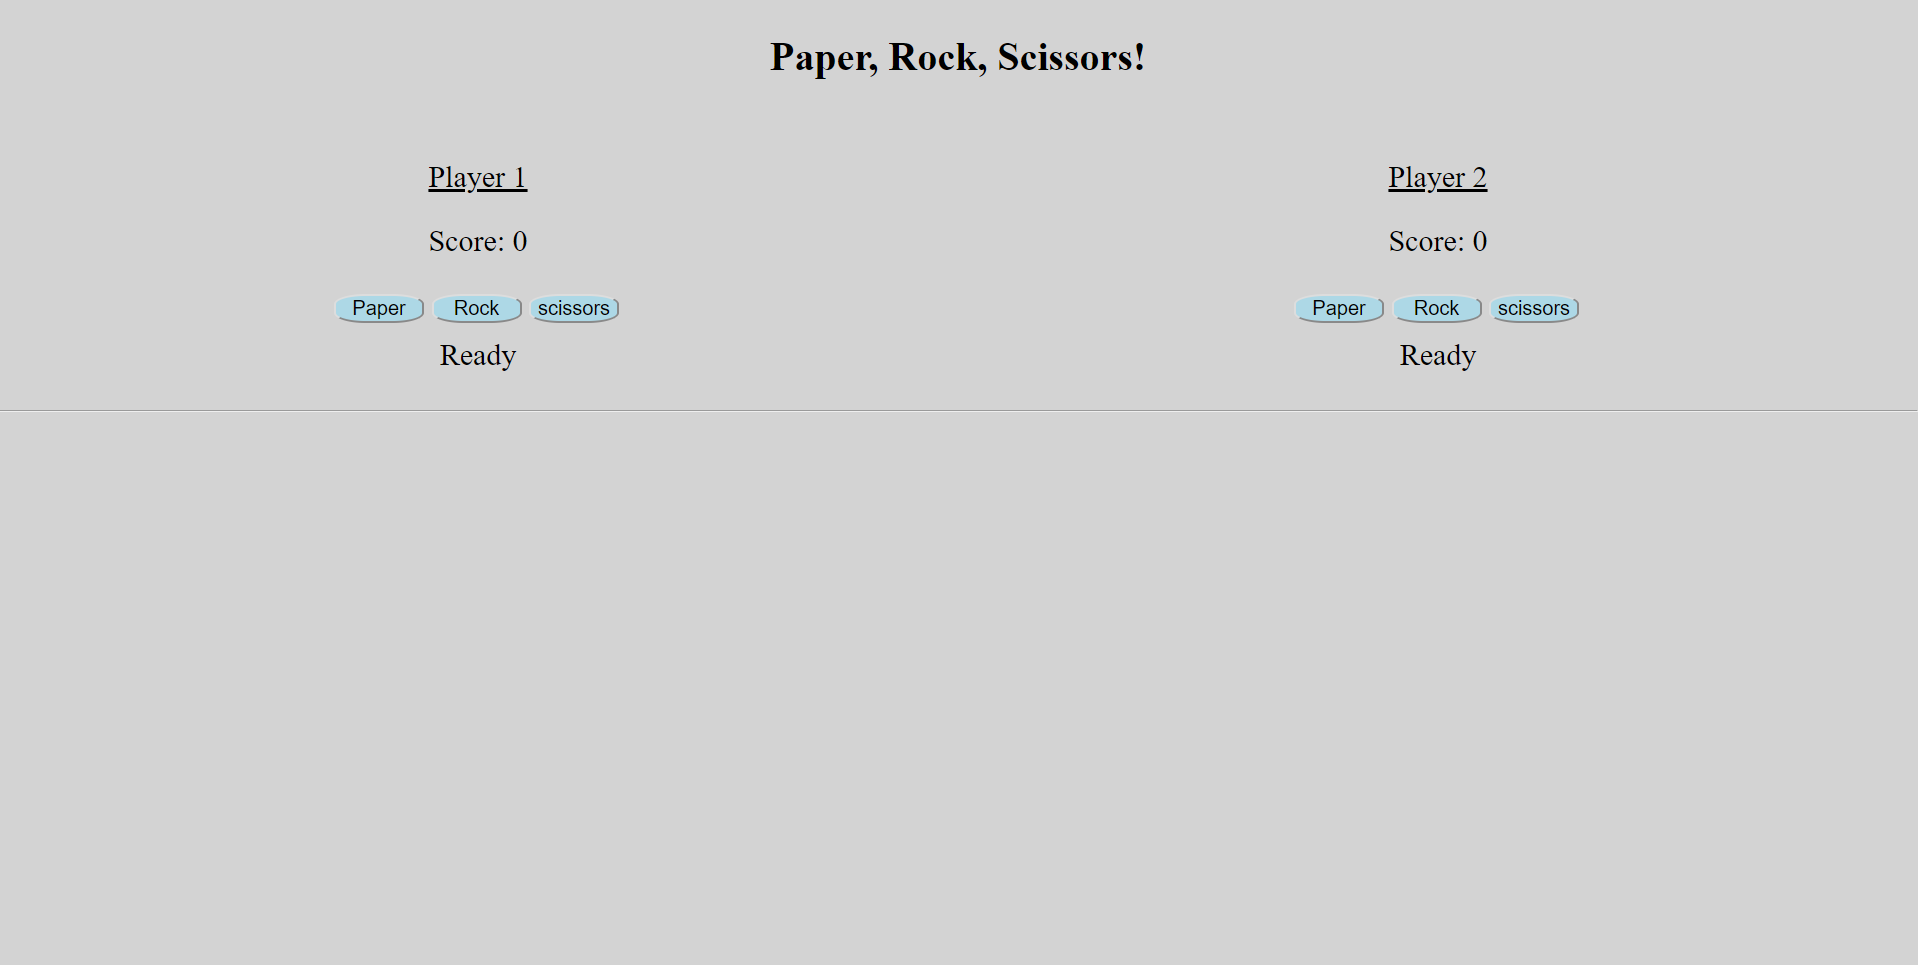 Paper, Rock, Scissors!
Player 1
Score: 0
Paper Rock scissors
Ready
Player 2
Score: 0
Paper Rock scissors
Ready